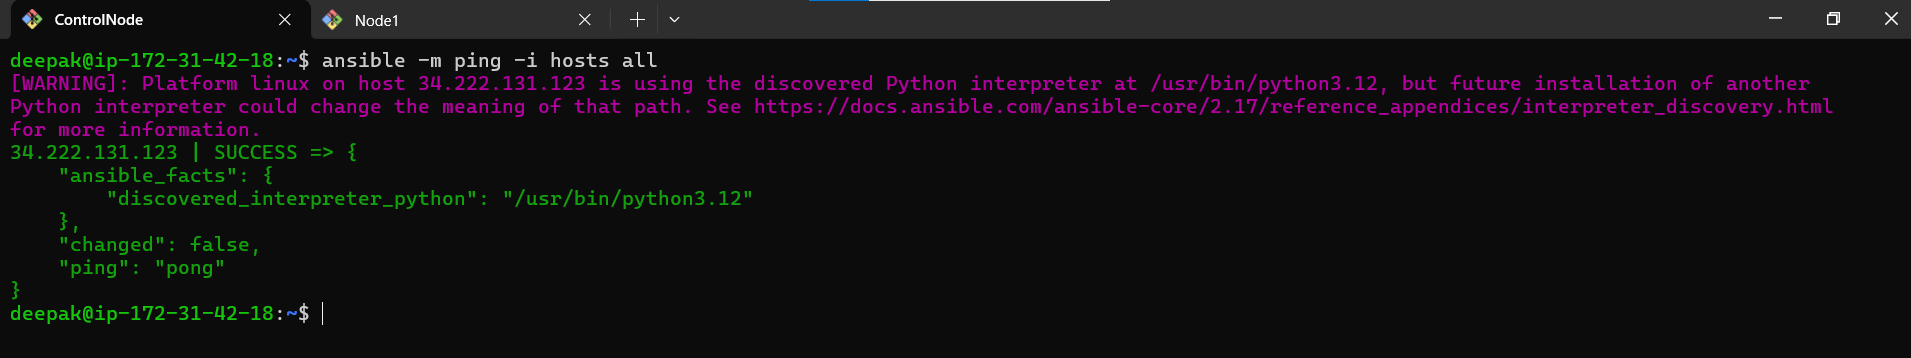 ControlNode
Node1
deepak@ip-172-31-42-18:~$ ansible -m ping -i hosts all
[WARNING]: Platform linux on host 34.222.131.123 is using the discovered Python interpreter at /usr/bin/python3.12, but future installation of another
Python interpreter could change the meaning of that path. See https://docs.ansible.com/ansible-core/2.17/reference_appendices/interpreter_discovery.html
for more information.
34.222.131.123 | SUCCESS => {
    "ansible_facts": {
        "discovered_interpreter_python": "/usr/bin/python3.12"
    },
    "changed": false,
    "ping": "pong"
}
deepak@ip-172-31-42-18:~$